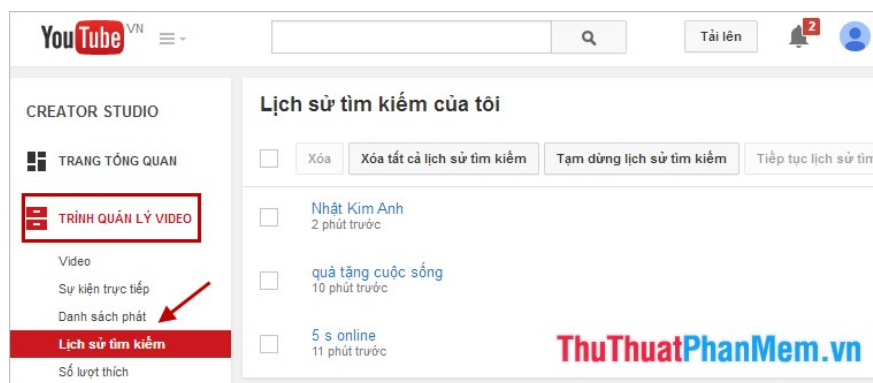 YouTube VN
Tải lên
2
CREATOR STUDIO
TRANG TỔNG QUAN
TRÌNH QUẢN LÝ VIDEO
Video
Sự kiện trực tiếp
Danh sách phát
Lịch sử tìm kiếm
Số lượt thích
Lịch sử tìm kiếm của tôi
Xóa Xóa tất cả lịch sử tìm kiếm Tạm dừng lịch sử tìm kiếm Tiếp tục lịch sử tìm
Nhật Kim Anh
2 phút trước
quà tặng cuộc sống
10 phút trước
5 s online
11 phút trước
ThuThuatPhanMem.vn